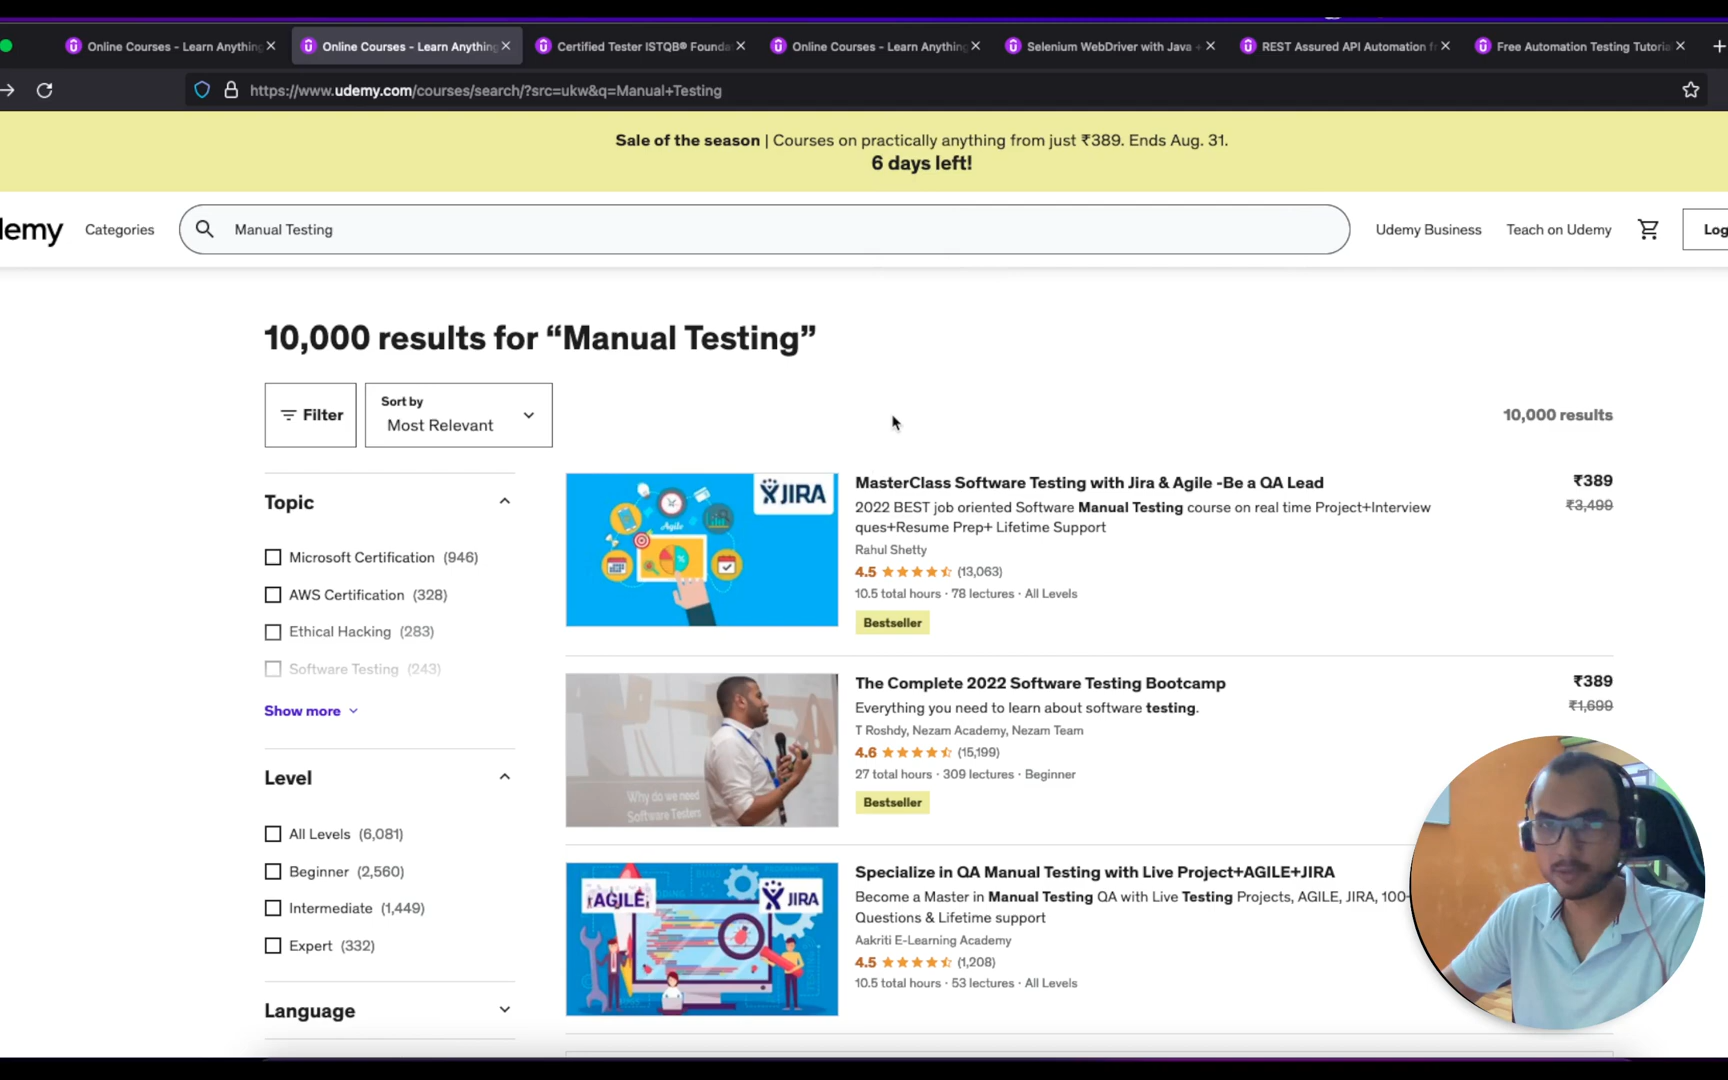 Online Courses - Learn Anything
Online Courses - Learn Anything
Certified Tester ISTQB® Founda
Online Courses - Learn Anything
Selenium WebDriver with Java
REST Assured API Automation f
Free Automation Testing Tutoria
https://www.udemy.com/courses/search/?src=ukw&q=Manual+Testing
Sale of the season | Courses on practically anything from just ₹389. Ends Aug. 31.
6 days left!
demy
Categories
Manual Testing
Udemy Business
Teach on Udemy
Log
10,000 results for “Manual Testing”
Filter
Sort by
Most Relevant
10,000 results
Topic
Microsoft Certification (946)
AWS Certification (328)
Ethical Hacking (283)
Software Testing (243)
Show more
Level
All Levels (6,081)
Beginner (2,560)
Intermediate (1,449)
Expert (332)
Language
JIRA
Agile
MasterClass Software Testing with Jira & Agile -Be a QA Lead
2022 BEST job oriented Software Manual Testing course on real time Project+Interview
ques+Resume Prep+ Lifetime Support
Rahul Shetty
4.5 (13,063)
10.5 total hours · 78 lectures · All Levels
Bestseller
₹389
₹3,499
Why do we need
Software Testers
The Complete 2022 Software Testing Bootcamp
Everything you need to learn about software testing.
T Roshdy, Nezam Academy, Nezam Team
4.6 (15,199)
27 total hours · 309 lectures · Beginner
Bestseller
₹389
₹1,699
AGILE
JIRA
Specialize in QA Manual Testing with Live Project+AGILE+JIRA
Become a Master in Manual Testing QA with Live Testing Projects, AGILE, JIRA, 100-
Questions & Lifetime support
Aakriti E-Learning Academy
4.5 (1,208)
10.5 total hours · 53 lectures · All Levels